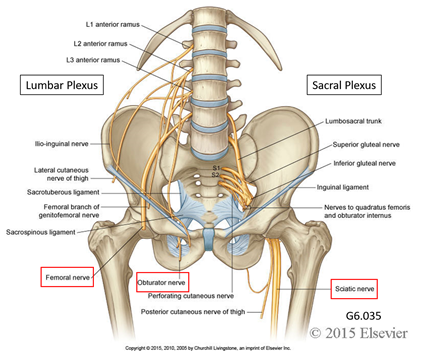 L1 anterior ramus
L2 anterior ramus
L3 anterior ramus
Lumbar Plexus
Sacral Plexus
Lumbosacral trunk
Superior gluteal nerve
Inferior gluteal nerve
Ilio-inguinal nerve
S1
S2
Lateral cutaneous
nerve of thigh
Inguinal ligament
Sacrotuberous ligament
Femoral branch of
genitofemoral nerve
Nerves to quadratus femoris
and obturator internus
Sacrospinous ligament
Femoral nerve
Obturator nerve
Sciatic nerve
Perforating cutaneous nerve
Posterior cutaneous nerve of thigh
G6.035
© 2015 Elsevier
Copyright © 2015, 2010, 2005 by Churchill Livingstone, an imprint of Elsevier Inc.